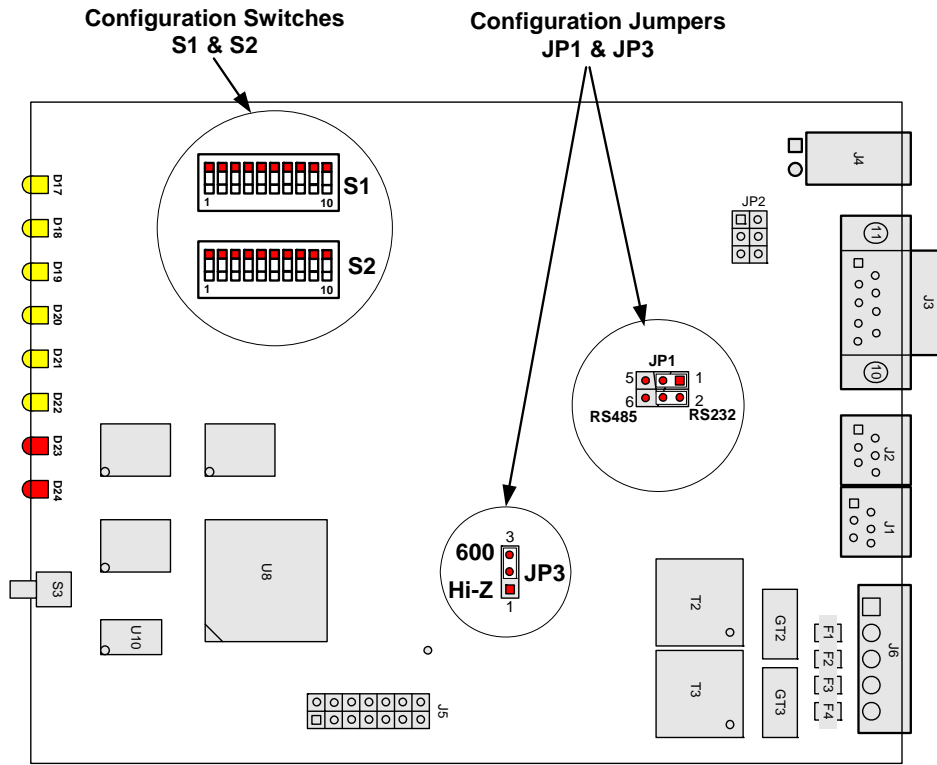 Configuration Switches
S1 & S2
Configuration Jumpers
JP1 & JP3
S1
1 10
S2
1 10
D17
D18
D19
D20
D21
D22
D23
D24
S3
U8
U10
J5
JP2
J4
11
J3
10
JP1
5 1
6 2
RS485 RS232
3
600
JP3
Hi-Z
1
J2
J1
T2
T3
GT2
GT3
F1
F2
F3
F4
J6